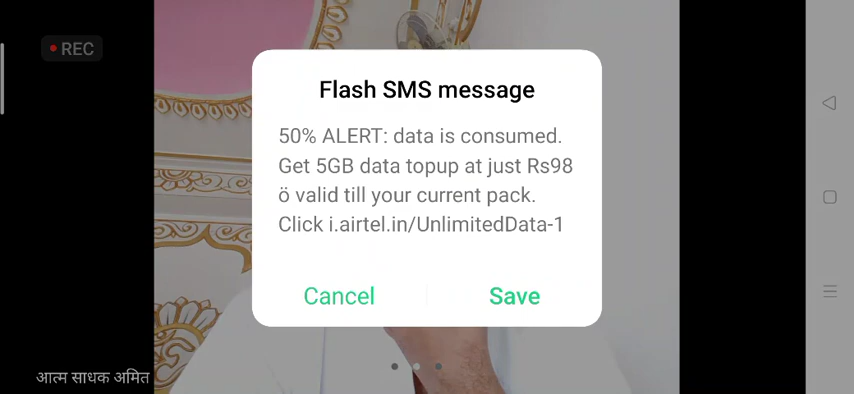 REC
Flash SMS message
50% ALERT: data is consumed.
Get 5GB data topup at just Rs98
ö valid till your current pack.
Click i.airtel.in/UnlimitedData-1
Cancel
Save
आत्म साधक अमित